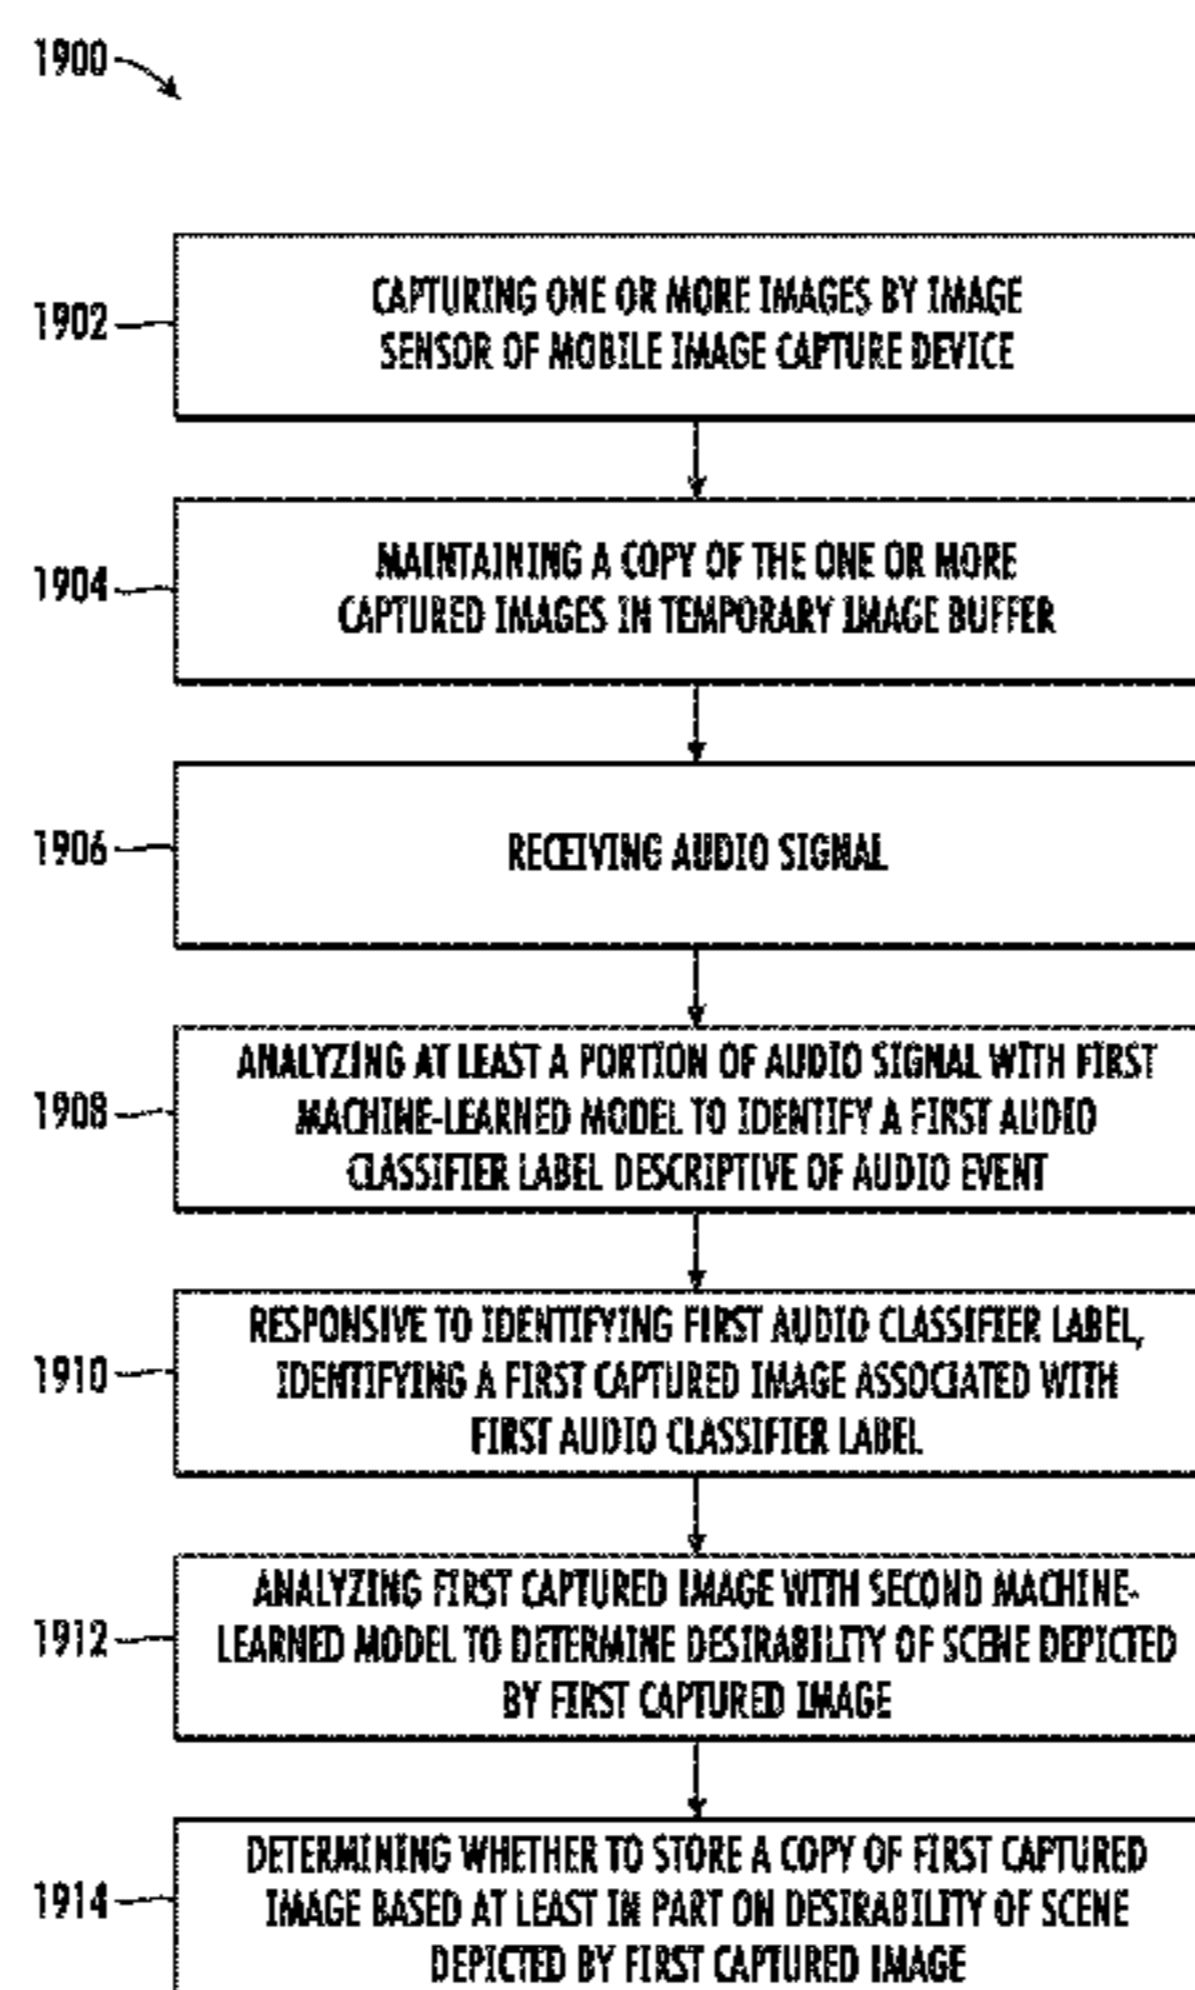 1900
1902
CAPTURING ONE OR MORE IMAGES BY IMAGE
SENSOR OF MOBILE IMAGE CAPTURE DEVICE
1904
MAINTAINING A COPY OF THE ONE OR MORE
CAPTURED IMAGES IN TEMPORARY IMAGE BUFFER
1906
RECEIVING AUDIO SIGNAL
1908
ANALYZING AT LEAST A PORTION OF AUDIO SIGNAL WITH FIRST
MACHINE-LEARNED MODEL TO IDENTIFY A FIRST AUDIO
CLASSIFIER LABEL DESCRIPTIVE OF AUDIO EVENT
1910
RESPONSIVE TO IDENTIFYING FIRST AUDIO CLASSIFIER LABEL,
IDENTIFYING A FIRST CAPTURED IMAGE ASSOCIATED WITH
FIRST AUDIO CLASSIFIER LABEL
1912
ANALYZING FIRST CAPTURED IMAGE WITH SECOND MACHINE-
LEARNED MODEL TO DETERMINE DESIRABILITY OF SCENE DEPICTED
BY FIRST CAPTURED IMAGE
1914
DETERMINING WHETHER TO STORE A COPY OF FIRST CAPTURED
IMAGE BASED AT LEAST IN PART ON DESIRABILITY OF SCENE
DEPICTED BY FIRST CAPTURED IMAGE